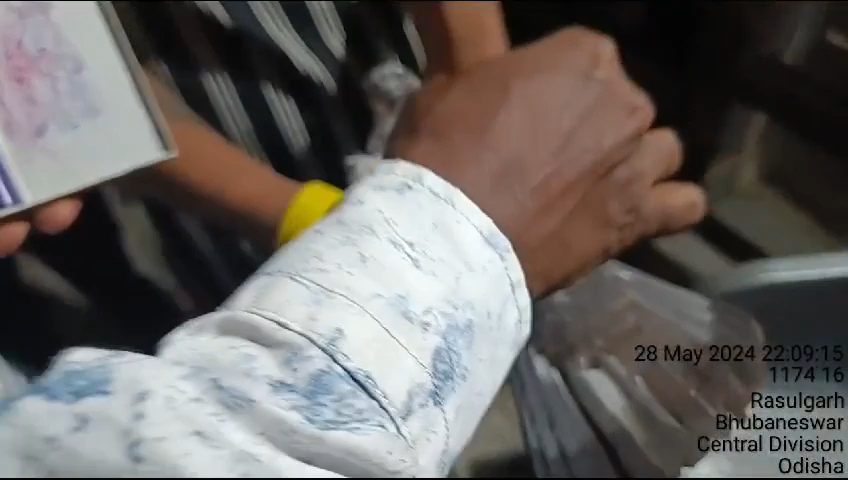 28 May 2024 22:09:15
1174 16
Rasulgarh
Bhubaneswar
Central Division
Odisha